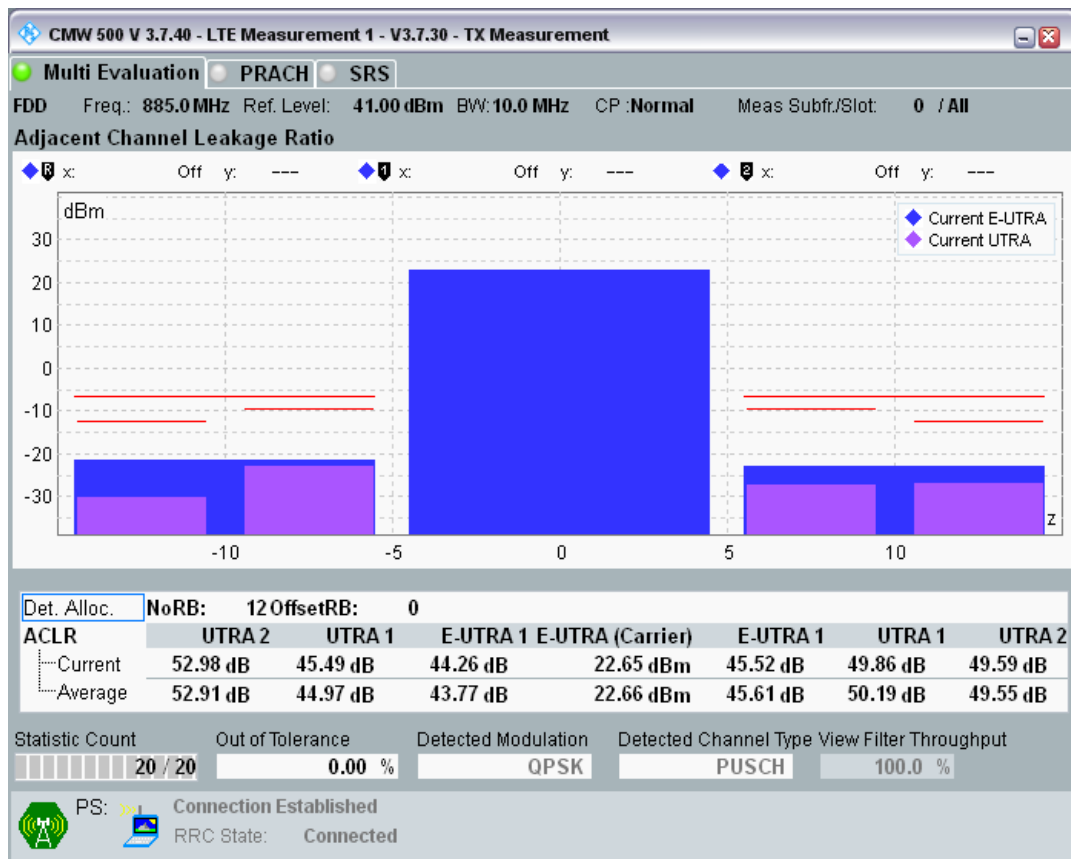 CMW 500 V 3.7.40 - LTE Measurement 1 - V3.7.30 - TX Measurement
Multi Evaluation PRACH SRS
FDD Freq.: 885.0 MHz Ref. Level: 41.00 dBm BW: 10.0 MHz CP :Normal Meas Subfr./Slot: 0 / All
Adjacent Channel Leakage Ratio
R x: Off y: --- 1 x: Off y: --- 2 x: Off y: ---
dBm
Current E-UTRA
Current UTRA
30
20
10
0
-10
-20
-30
z
-10 -5 0 5 10
Det. Alloc. NoRB: 12 OffsetRB: 0
ACLR UTRA 2 UTRA 1 E-UTRA 1 E-UTRA (Carrier) E-UTRA 1 UTRA 1 UTRA 2
Current 52.98 dB 45.49 dB 44.26 dB 22.65 dBm 45.52 dB 49.86 dB 49.59 dB
Average 52.91 dB 44.97 dB 43.77 dB 22.66 dBm 45.61 dB 50.19 dB 49.55 dB
Statistic Count Out of Tolerance Detected Modulation Detected Channel Type View Filter Throughput
20 / 20 0.00 % QPSK PUSCH 100.0 %
PS: Connection Established
RRC State: Connected